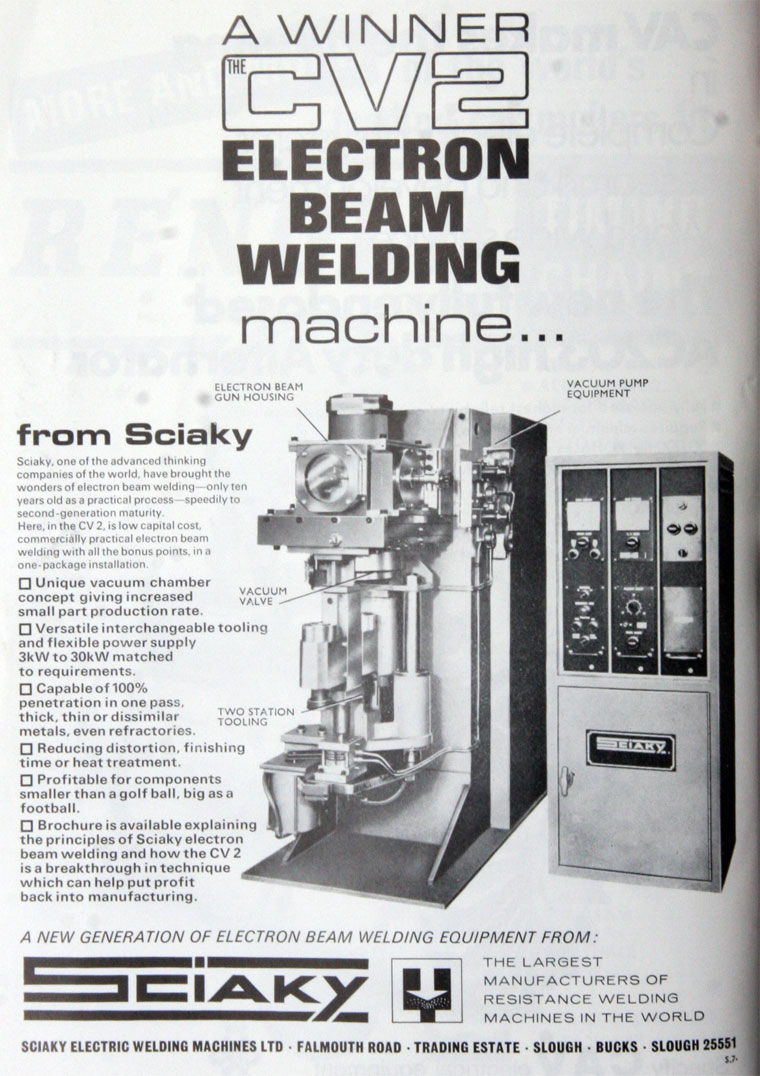 A WINNER
THE
CV2
ELECTRON
BEAM
WELDING
machine...
ELECTRON BEAM
GUN HOUSING
VACUUM PUMP
EQUIPMENT
from Sciaky
Sciaky, one of the advanced thinking
companies of the world, have brought the
wonders of electron beam welding—only ten
years old as a practical process—speedily to
second-generation maturity.
Here, in the CV 2, is low capital cost,
commercially practical electron beam
welding with all the bonus points, in a
one-package installation.
☐ Unique vacuum chamber
concept giving increased
small part production rate.
VACUUM
VALVE
☐ Versatile interchangeable tooling
and flexible power supply
3kW to 30kW matched
to requirements.
☐ Capable of 100%
penetration in one pass,
thick, thin or dissimilar
metals, even refractories.
TWO STATION
TOOLING
☐ Reducing distortion, finishing
time or heat treatment.
☐ Profitable for components
smaller than a golf ball, big as a
football.
☐ Brochure is available explaining
the principles of Sciaky electron
beam welding and how the CV 2
is a breakthrough in technique
which can help put profit
back into manufacturing.
SCIAKY
A NEW GENERATION OF ELECTRON BEAM WELDING EQUIPMENT FROM:
SCIAKY
THE LARGEST
MANUFACTURERS OF
RESISTANCE WELDING
MACHINES IN THE WORLD
SCIAKY ELECTRIC WELDING MACHINES LTD · FALMOUTH ROAD · TRADING ESTATE · SLOUGH · BUCKS · SLOUGH 25551
S.7.